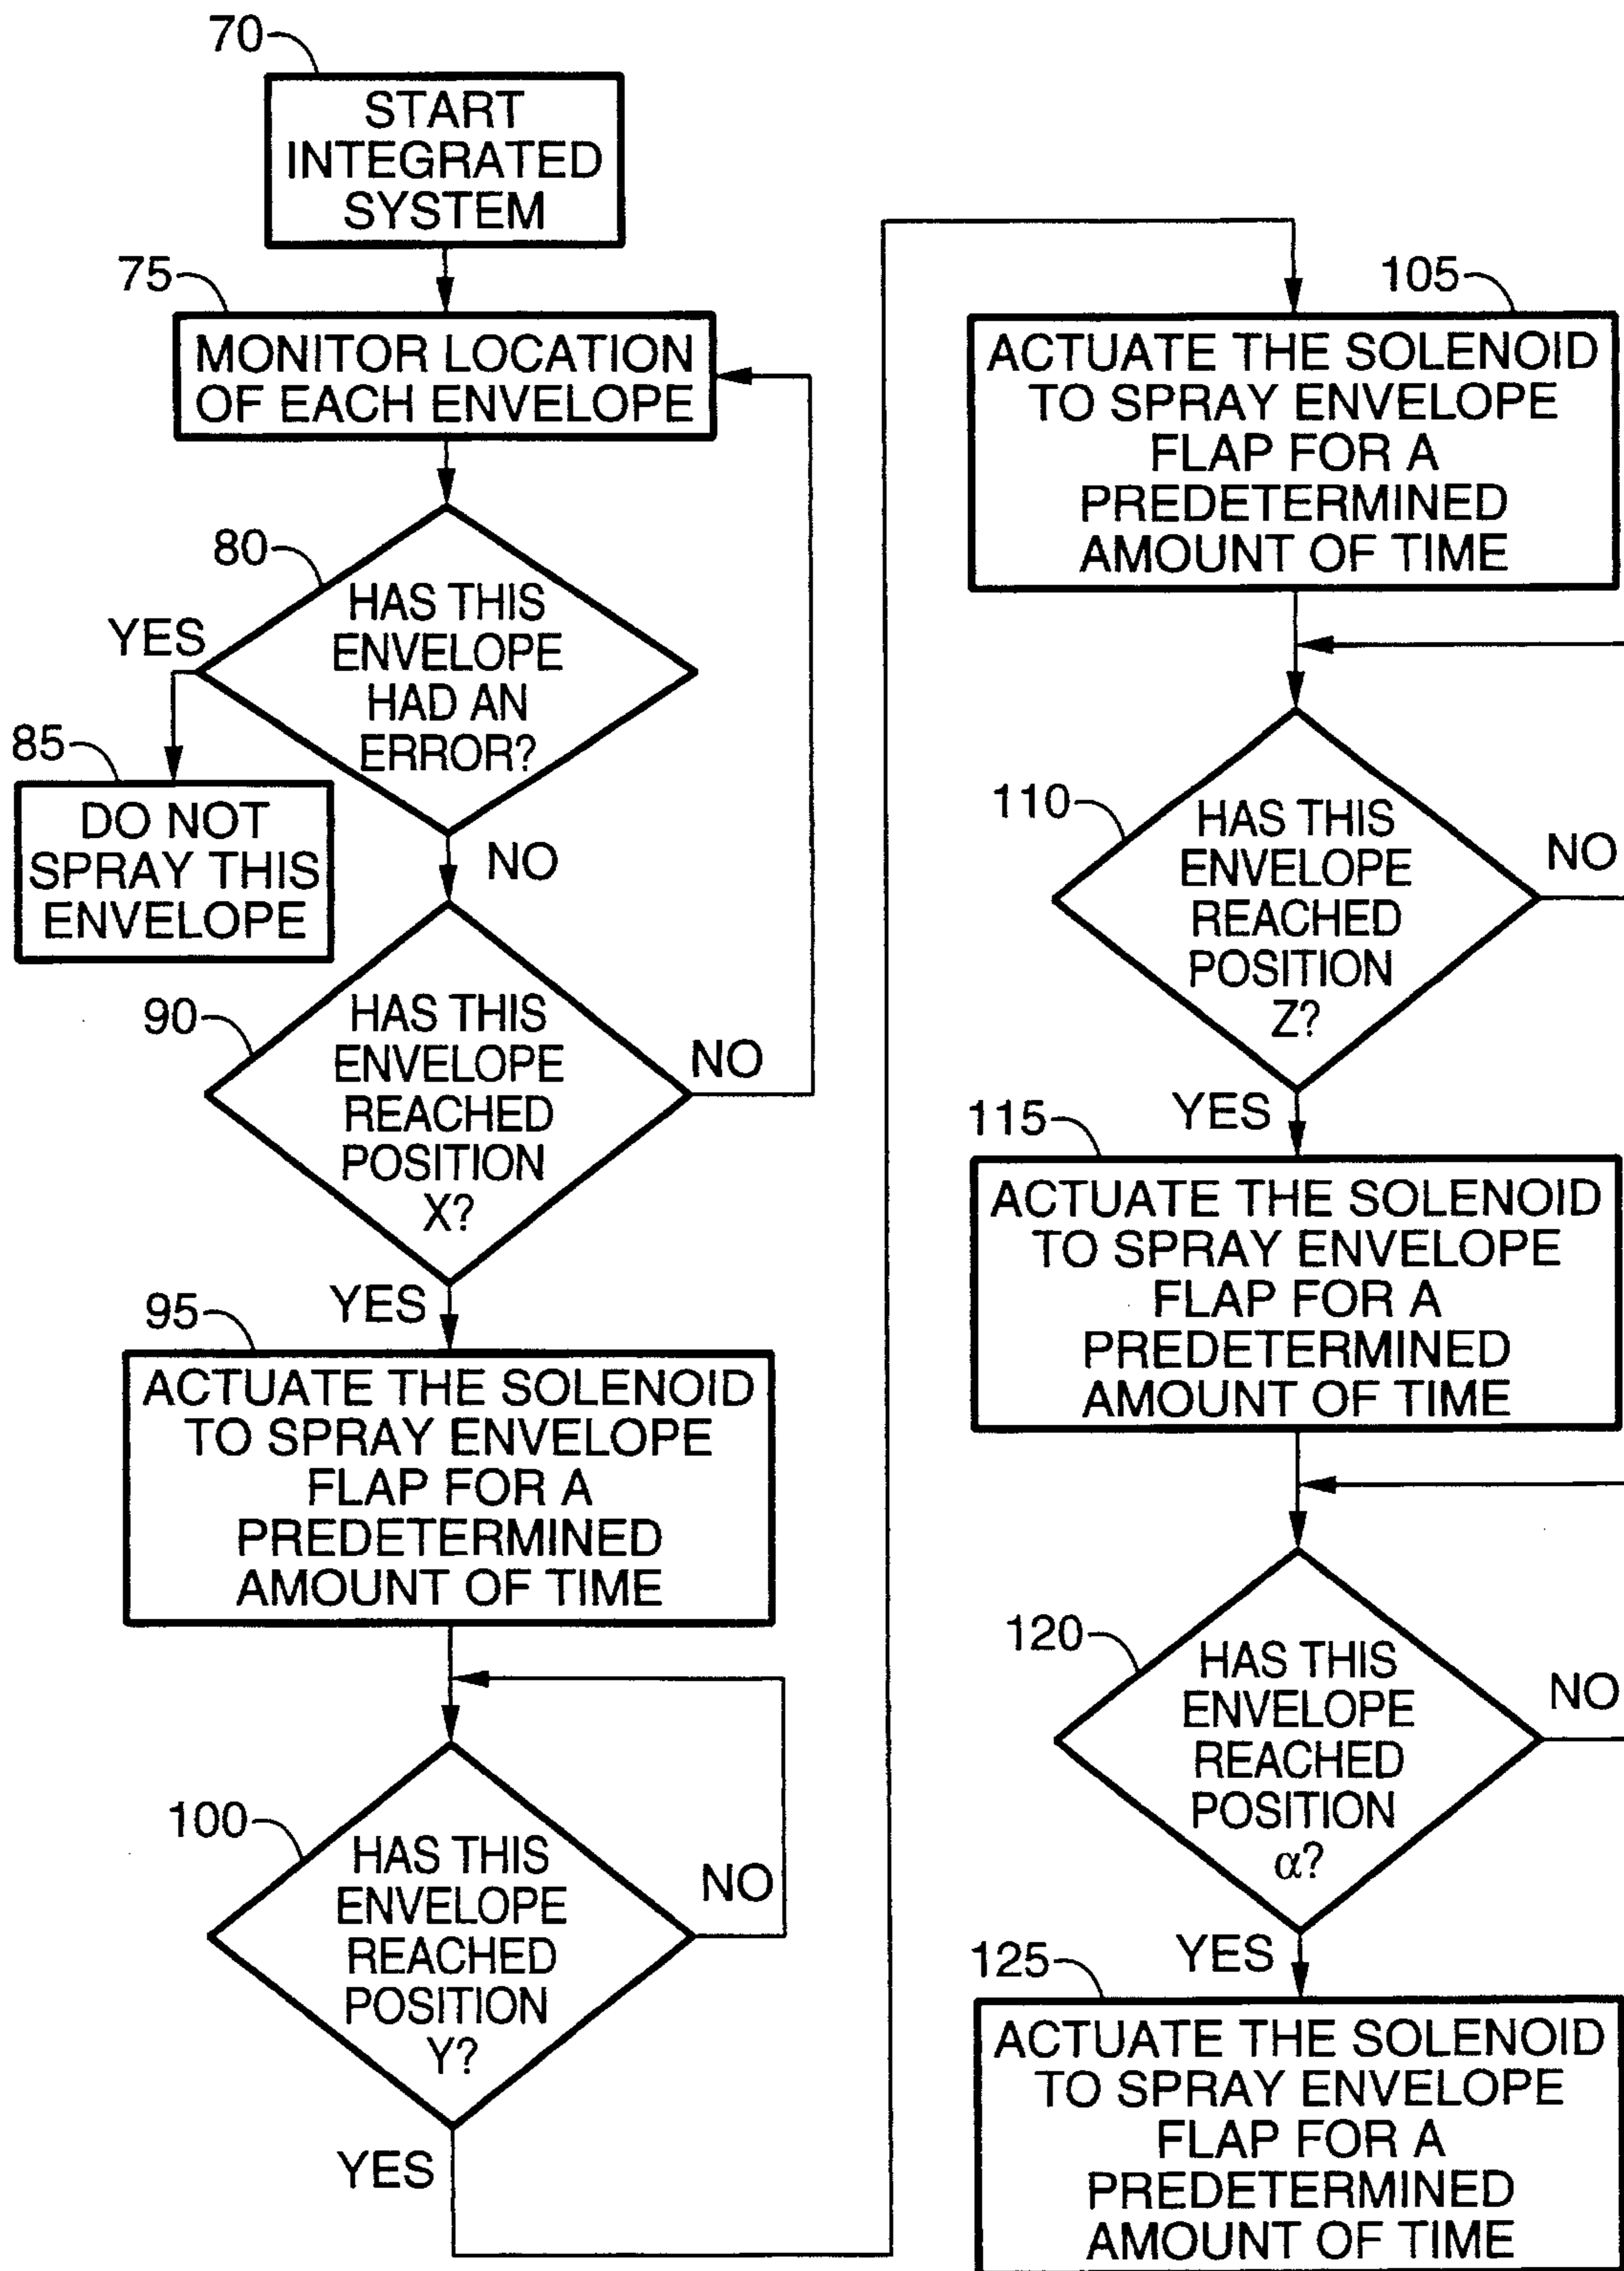 70
START
INTEGRATED
SYSTEM
75
MONITOR LOCATION
OF EACH ENVELOPE
80
HAS THIS
ENVELOPE
HAD AN
ERROR?
YES
85
DO NOT
SPRAY THIS
ENVELOPE
NO
90
HAS THIS
ENVELOPE
REACHED
POSITION
X?
NO
YES
95
ACTUATE THE SOLENOID
TO SPRAY ENVELOPE
FLAP FOR A
PREDETERMINED
AMOUNT OF TIME
100
HAS THIS
ENVELOPE
REACHED
POSITION
Y?
NO
YES
105
ACTUATE THE SOLENOID
TO SPRAY ENVELOPE
FLAP FOR A
PREDETERMINED
AMOUNT OF TIME
110
HAS THIS
ENVELOPE
REACHED
POSITION
Z?
NO
YES
115
ACTUATE THE SOLENOID
TO SPRAY ENVELOPE
FLAP FOR A
PREDETERMINED
AMOUNT OF TIME
120
HAS THIS
ENVELOPE
REACHED
POSITION
α?
NO
YES
125
ACTUATE THE SOLENOID
TO SPRAY ENVELOPE
FLAP FOR A
PREDETERMINED
AMOUNT OF TIME